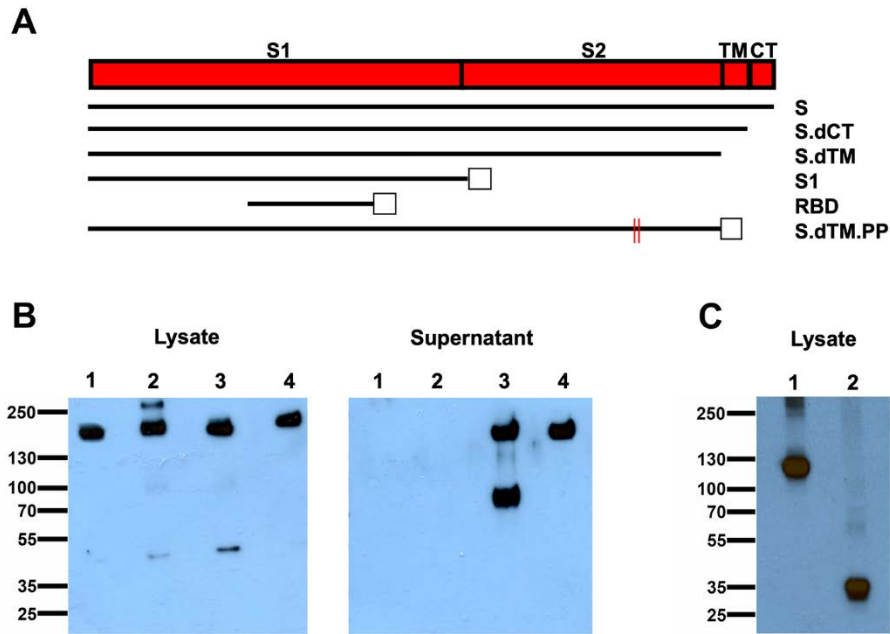 A
S1 S2 TM CT
S
S.dCT
S.dTM
S1
RBD
S.dTM.PP
B
Lysate
1 2 3 4
250
130
100
70
55
35
25
Supernatant
1 2 3 4
C
Lysate
1 2
250
130
100
70
55
35
25